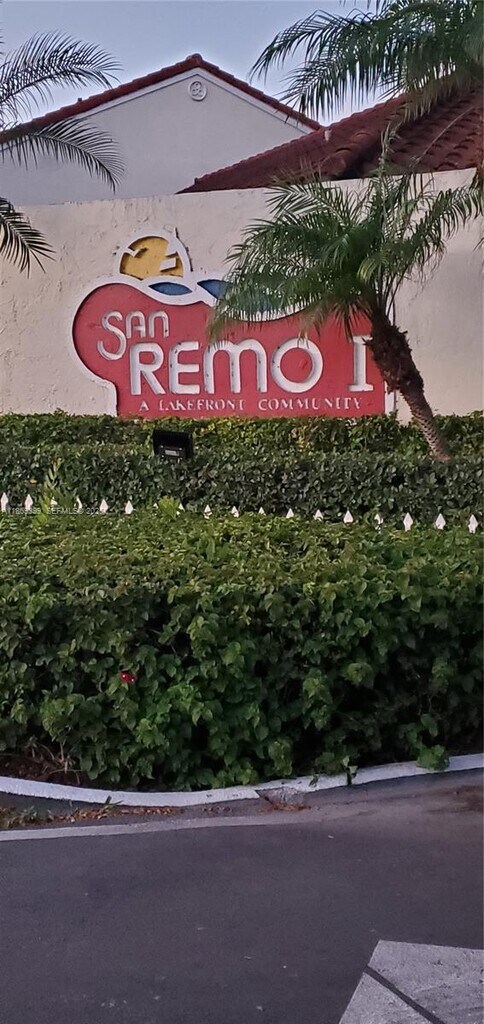 SAN
REMO I
A LAKEFRONT COMMUNITY